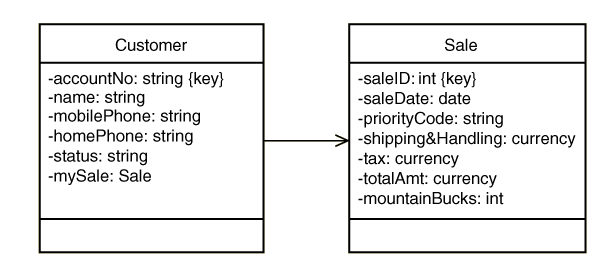 Customer
-accountNo: string {key}
-name: string
-mobilePhone: string
-homePhone: string
-status: string
-mySale: Sale
Sale
-saleID: int {key}
-saleDate: date
-priorityCode: string
-shipping&Handling: currency
-tax: currency
-totalAmt: currency
-mountainBucks: int